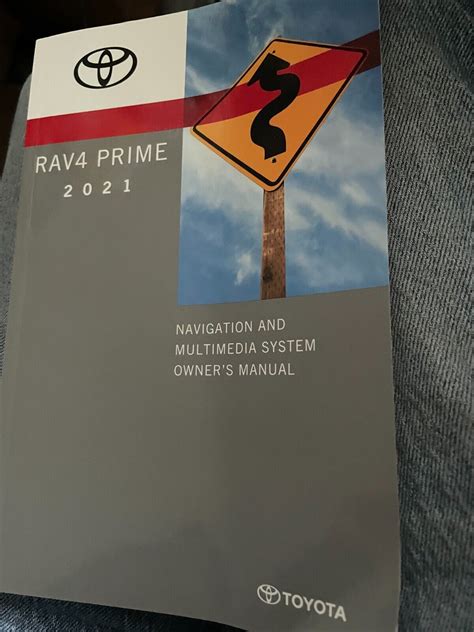 RAV4 PRIME
2021
NAVIGATION AND
MULTIMEDIA SYSTEM
OWNER'S MANUAL
TOYOTA